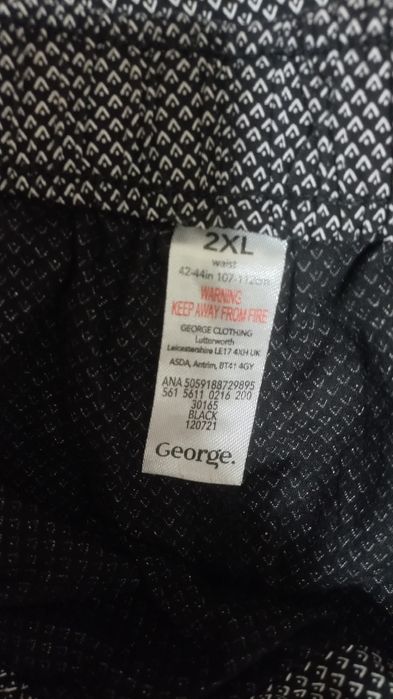 2XL
waist
42-44in 107-112cm
WARNING
KEEP AWAY FROM FIRE
GEORGE CLOTHING
Lutterworth
Leicestershire LE17 4XH UK
ASDA, Antrim, BT41 4GY
ANA 5059188729895
561 5611 0216 200
30165
BLACK
120721
George.